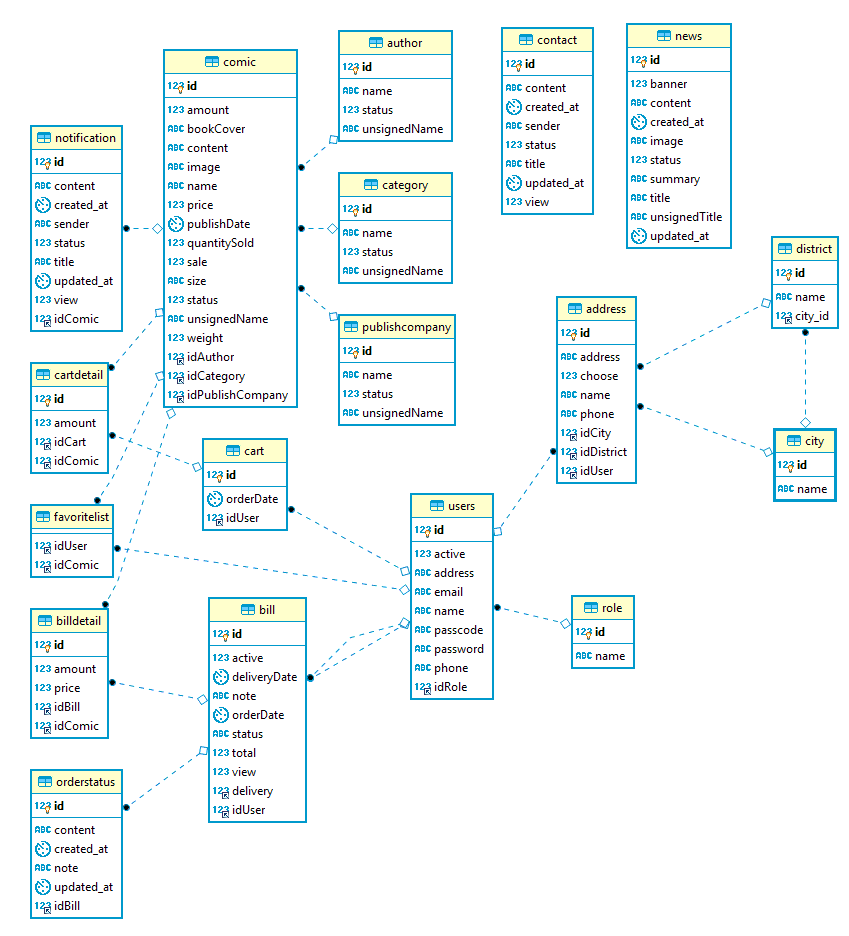 comic
123 id
123 amount
ABC bookCover
ABC content
ABC image
ABC name
123 price
publishDate
123 quantitySold
123 sale
ABC size
123 status
ABC unsignedName
123 weight
123 idAuthor
123 idCategory
123 idPublishCompany
author
123 id
ABC name
123 status
ABC unsignedName
contact
123 id
ABC content
created_at
ABC sender
123 status
ABC title
updated_at
123 view
news
123 id
123 banner
ABC content
created_at
ABC image
123 status
ABC summary
ABC title
ABC unsignedTitle
updated_at
notification
123 id
ABC content
created_at
ABC sender
123 status
ABC title
updated_at
123 view
123 idComic
category
123 id
ABC name
123 status
ABC unsignedName
publishcompany
123 id
ABC name
123 status
ABC unsignedName
district
123 id
ABC name
123 city_id
address
123 id
ABC address
123 choose
ABC name
ABC phone
123 idCity
123 idDistrict
123 idUser
city
123 id
ABC name
cartdetail
123 id
123 amount
123 idCart
123 idComic
cart
123 id
orderDate
123 idUser
favoritelist
123 idUser
123 idComic
users
123 id
123 active
ABC address
ABC email
ABC name
ABC passcode
ABC password
ABC phone
123 idRole
role
123 id
ABC name
billdetail
123 id
123 amount
123 price
123 idBill
123 idComic
bill
123 id
123 active
deliveryDate
ABC note
orderDate
ABC status
123 total
123 view
123 delivery
123 idUser
orderstatus
123 id
ABC content
created_at
ABC note
updated_at
123 idBill